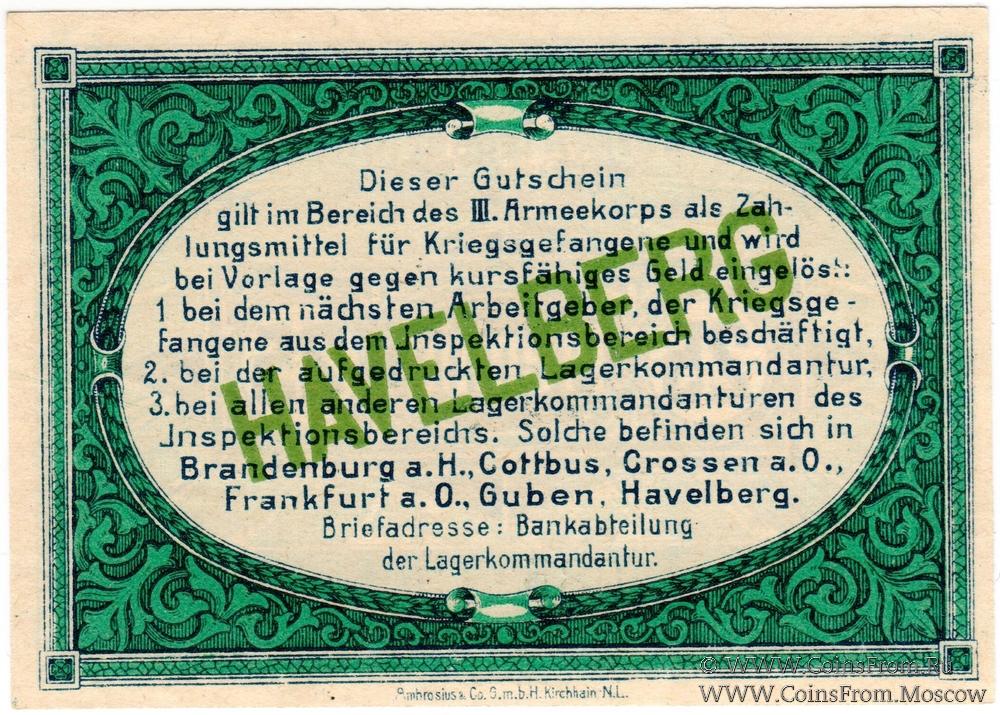 Dieser Gutschein
gilt im Bereich des III. Armeekorps als Zah-
lungsmittel für Kriegsgefangene und wird
bei Vorlage gegen kursfähiges Geld eingelöst:
1 bei dem nächsten Arbeitgeber, der Kriegsge-
fangene aus dem Inspektionsbereich beschäftigt,
2. bei der aufgedruckten Lagerkommandantur,
3. bei allen anderen Lagerkommandanturen des
Inspektionsbereichs. Solche befinden sich in
Brandenburg a.H., Cottbus, Crossen a.O.,
Frankfurt a.O., Guben, Havelberg.
Briefadresse: Bankabteilung
der Lagerkommandantur.
HAVELBERG
Ambrosius & Co. G.m.b.H. Kirchhain N.L.
© WWW.CoinsFrom.Ru
WWW.CoinsFrom.Moscow